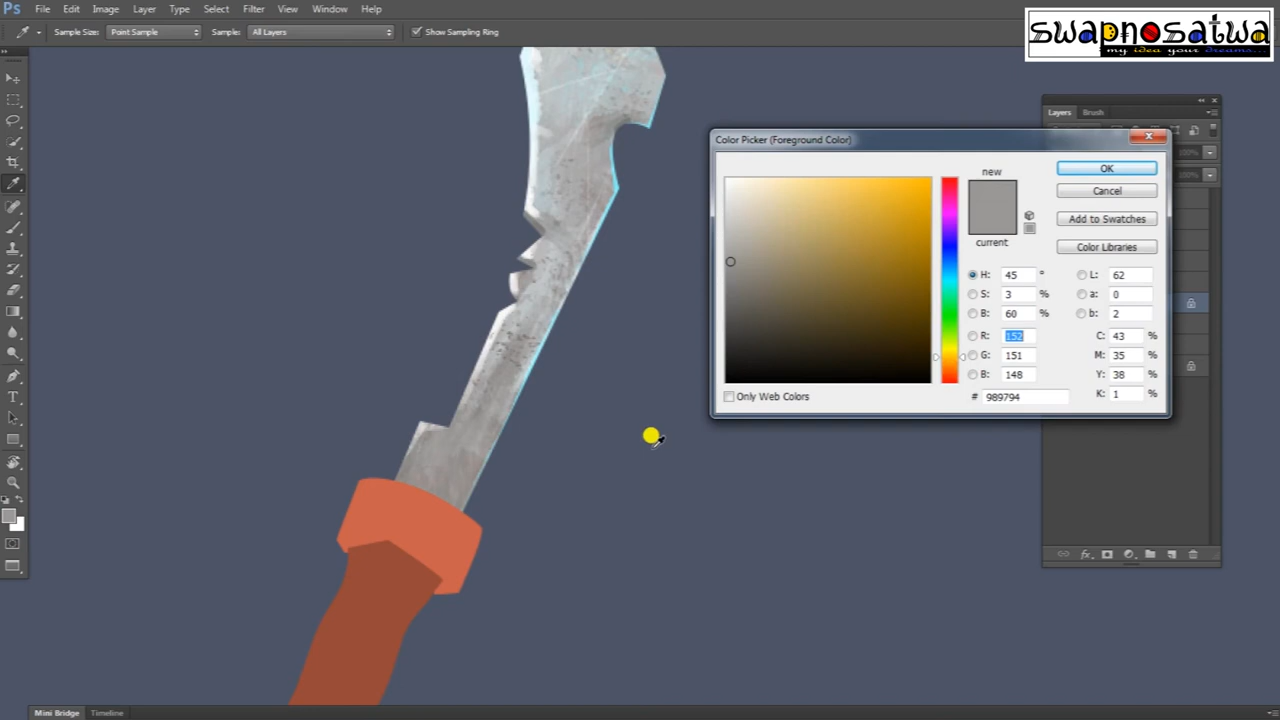 Ps File Edit Image Layer Type Select Filter View Window Help
Sample Size: Point Sample Sample: All Layers Show Sampling Ring
swapnosatwa
my idea your dreams...
Layers Brush
100%
100%
Color Picker (Foreground Color)
new
current
OK
Cancel
Add to Swatches
Color Libraries
H: 45 °
S: 3 %
B: 60 %
R: 152
G: 151
B: 148
# 989794
L: 62
a: 0
b: 2
C: 43 %
M: 35 %
Y: 38 %
K: 1 %
Only Web Colors
T
fx
Mini Bridge Timeline